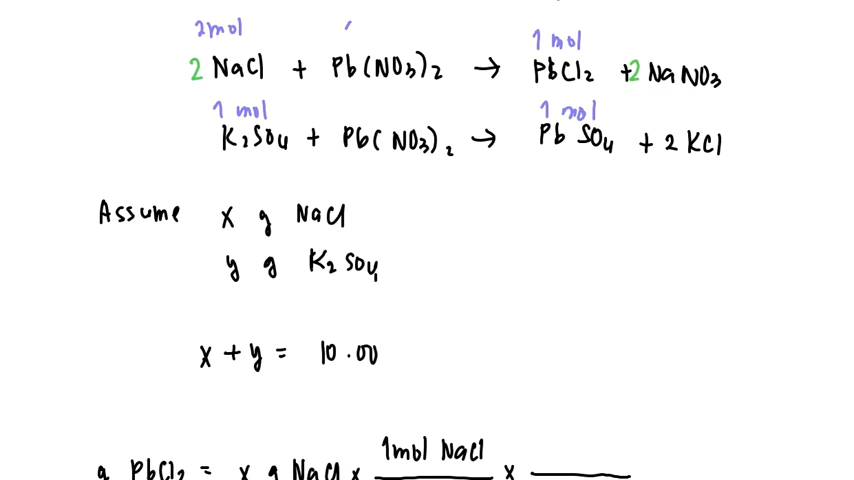 2mol 1 mol
2 NaCl + Pb(NO3)2 → PbCl2 + 2 NaNO3
1 mol 1 mol
K2SO4 + Pb(NO3)2 → PbSO4 + 2 KCl
Assume x g NaCl
y g K2SO4
x + y = 10.00
1mol NaCl
g PbCl2 = x g NaCl x x